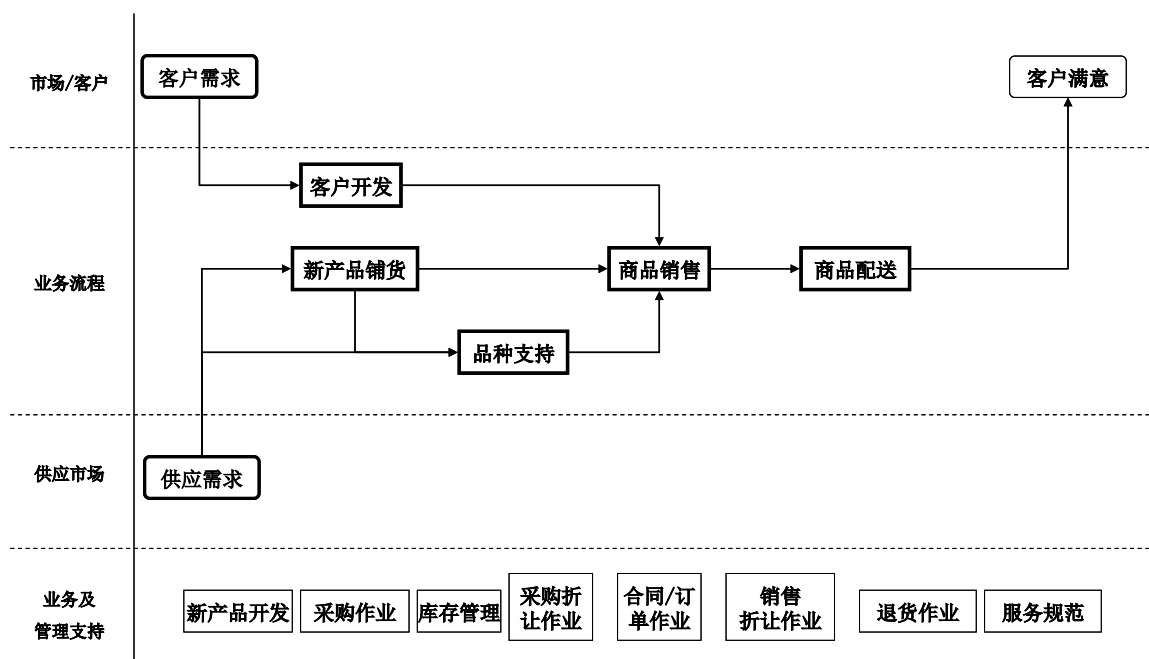 市场/客户
客户需求
客户满意
客户开发
业务流程
新产品铺货
商品销售
商品配送
品种支持
供应市场
供应需求
业务及
管理支持
新产品开发
采购作业
库存管理
采购折
让作业
合同/订
单作业
销售
折让作业
退货作业
服务规范